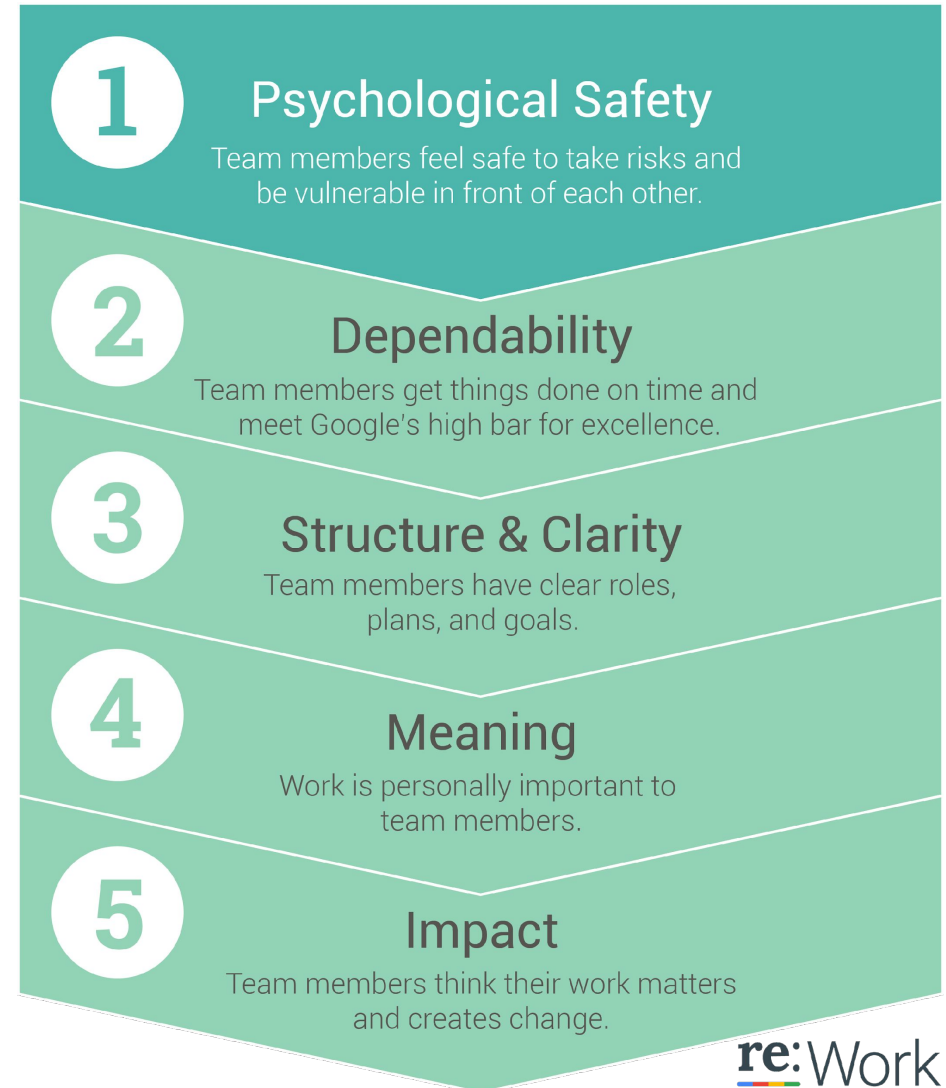 1
Psychological Safety
Team members feel safe to take risks and
be vulnerable in front of each other.
2
Dependability
Team members get things done on time and
meet Google's high bar for excellence.
3
Structure & Clarity
Team members have clear roles,
plans, and goals.
4
Meaning
Work is personally important to
team members.
5
Impact
Team members think their work matters
and creates change.
re:Work